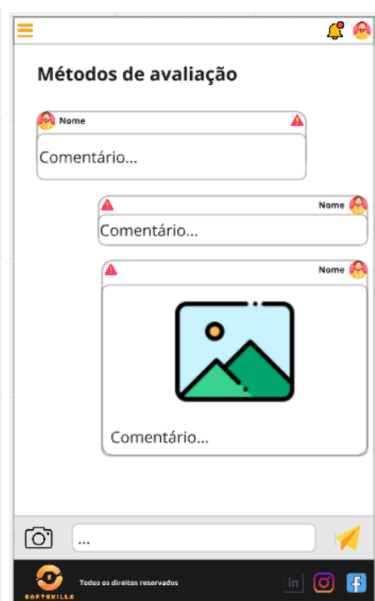 Métodos de avaliação
Nome
Comentário...
Nome
Comentário...
Nome
Comentário...
...
SOFTSKILLS
Todos os direitos reservados
in